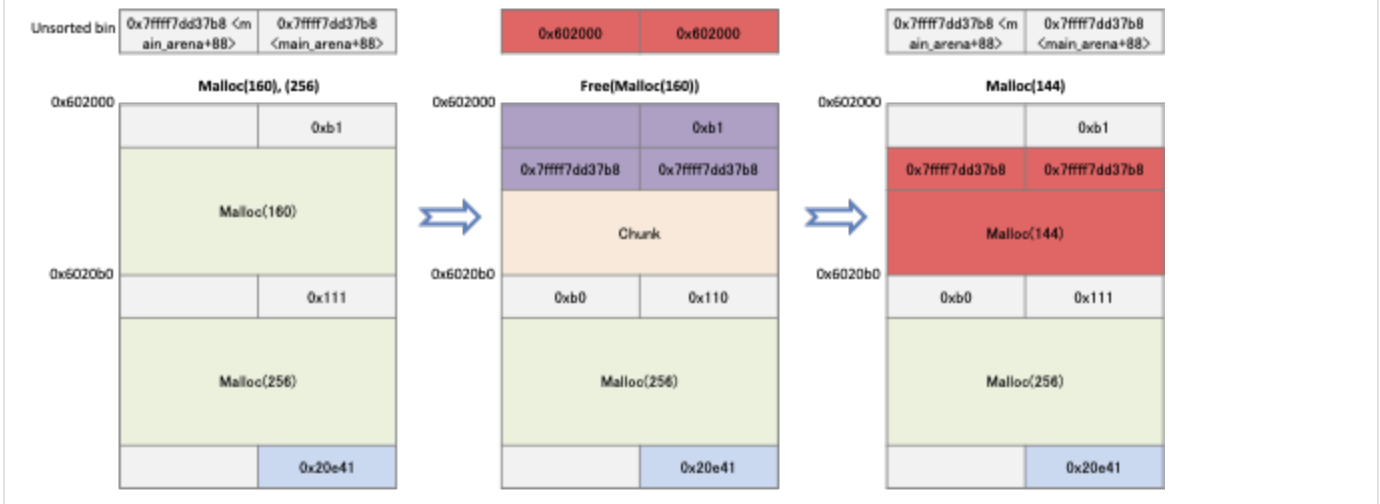 Unsorted bin
0x7ffff7dd37b8 <m
ain_arena+88>
0x7ffff7dd37b8
<main_arena+88>
0x602000
0x602000
0x7ffff7dd37b8 <m
ain_arena+88>
0x7ffff7dd37b8
<main_arena+88>
Malloc(160), (256)
Free(Malloc(160))
Malloc(144)
0x602000
0xb1
Malloc(160)
0x6020b0
0x111
Malloc(256)
0x20e41
0x602000
0xb1
0x7ffff7dd37b8
0x7ffff7dd37b8
Chunk
0x6020b0
0xb0
0x110
Malloc(256)
0x20e41
0x602000
0xb1
0x7ffff7dd37b8
0x7ffff7dd37b8
Malloc(144)
0x6020b0
0xb0
0x111
Malloc(256)
0x20e41